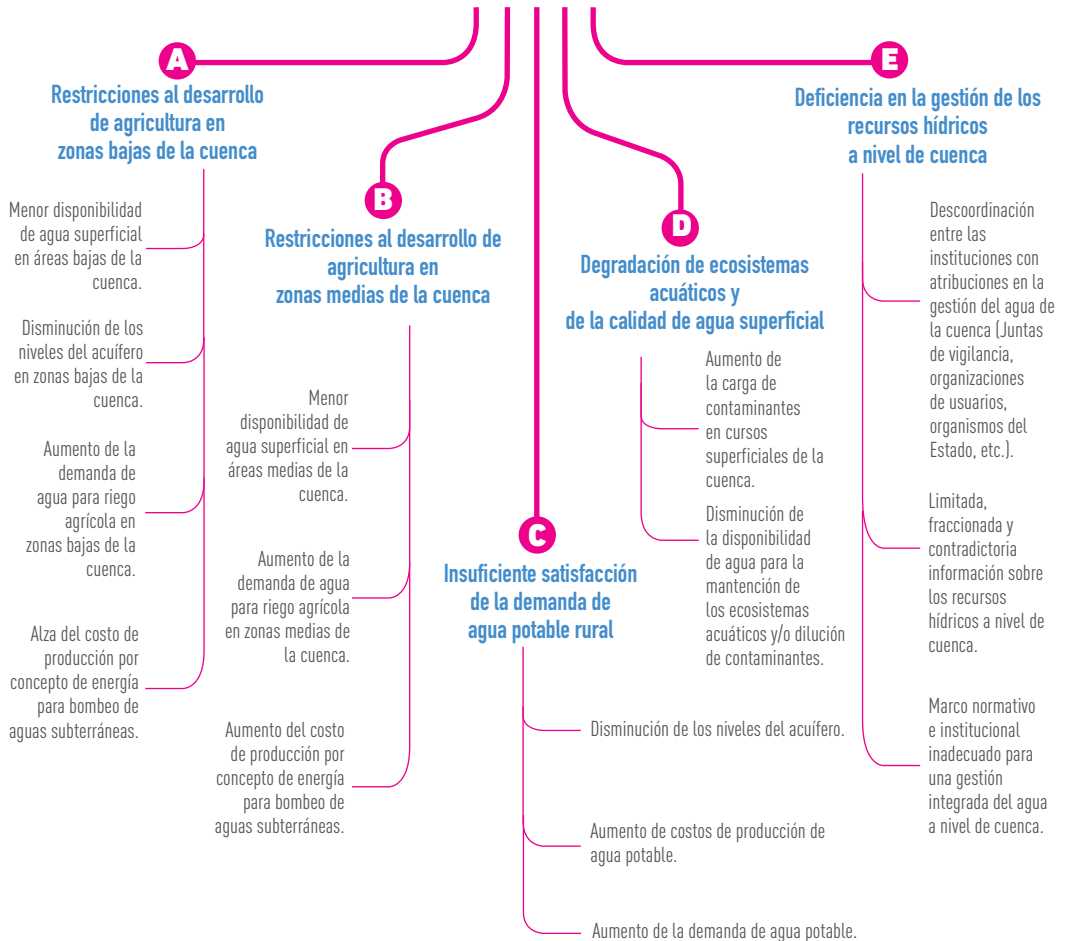 A
Restricciones al desarrollo
de agricultura en
zonas bajas de la cuenca
Menor disponibilidad
de agua superficial
en áreas bajas de la
cuenca.
Disminución de los
niveles del acuífero
en zonas bajas de la
cuenca.
Aumento de la
demanda de
agua para riego
agrícola en
zonas bajas de la
cuenca.
Alza del costo de
producción por
concepto de energía
para bombeo de
aguas subterráneas.
B
Restricciones al desarrollo de
agricultura en
zonas medias de la cuenca
Menor
disponibilidad de
agua superficial en
áreas medias de la
cuenca.
Aumento de la
demanda de agua
para riego agrícola
en zonas medias de
la cuenca.
Aumento del costo
de producción por
concepto de energía
para bombeo de
aguas subterráneas.
C
Insuficiente satisfacción
de la demanda de
agua potable rural
Disminución de los niveles del acuífero.
Aumento de costos de producción de
agua potable.
Aumento de la demanda de agua potable.
D
Degradación de ecosistemas
acuáticos y
de la calidad de agua superficial
Aumento de
la carga de
contaminantes
en cursos
superficiales de la
cuenca.
Disminución de
la disponibilidad
de agua para la
mantención de
los ecosistemas
acuáticos y/o dilución
de contaminantes.
E
Deficiencia en la gestión de los
recursos hídricos
a nivel de cuenca
Descoordinación
entre las
instituciones con
atribuciones en la
gestión del agua de
la cuenca (Juntas
de vigilancia,
organizaciones
de usuarios,
organismos del
Estado, etc.).
Limitada,
fraccionada y
contradictoria
información sobre
los recursos
hídricos a nivel de
cuenca.
Marco normativo
e institucional
inadecuado para
una gestión
integrada del agua
a nivel de cuenca.